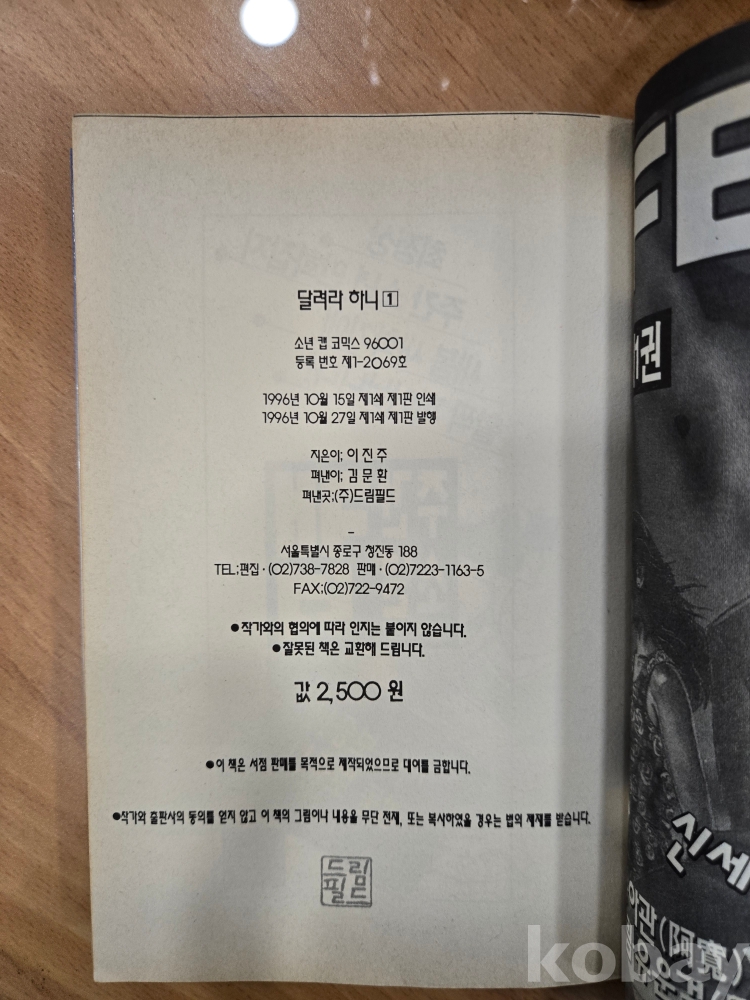 달려라 하니 1
소년 캡 코믹스 96001
등록 번호 제1-2069호
1996년 10월 15일 제1쇄 제1판 인쇄
1996년 10월 27일 제1쇄 제1판 발행
지은이; 이진주
펴낸이; 김문환
펴낸곳;(주)드림필드
서울특별시 종로구 청진동 188
TEL;편집·(02)738-7828 판매·(02)7223-1163-5
FAX;(02)722-9472
●작가와의 협의에 따라 인지는 붙이지 않습니다.
●잘못된 책은 교환해 드립니다.
값 2,500 원
●이 책은 서점 판매를 목적으로 제작되었으므로 대여를 금합니다.
●작가와 출판사의 동의를 얻지 않고 이 책의 그림이나 내용을 무단 전재, 또는 복사하였을 경우는 법의 제재를 받습니다.
드림
필드
권
신세